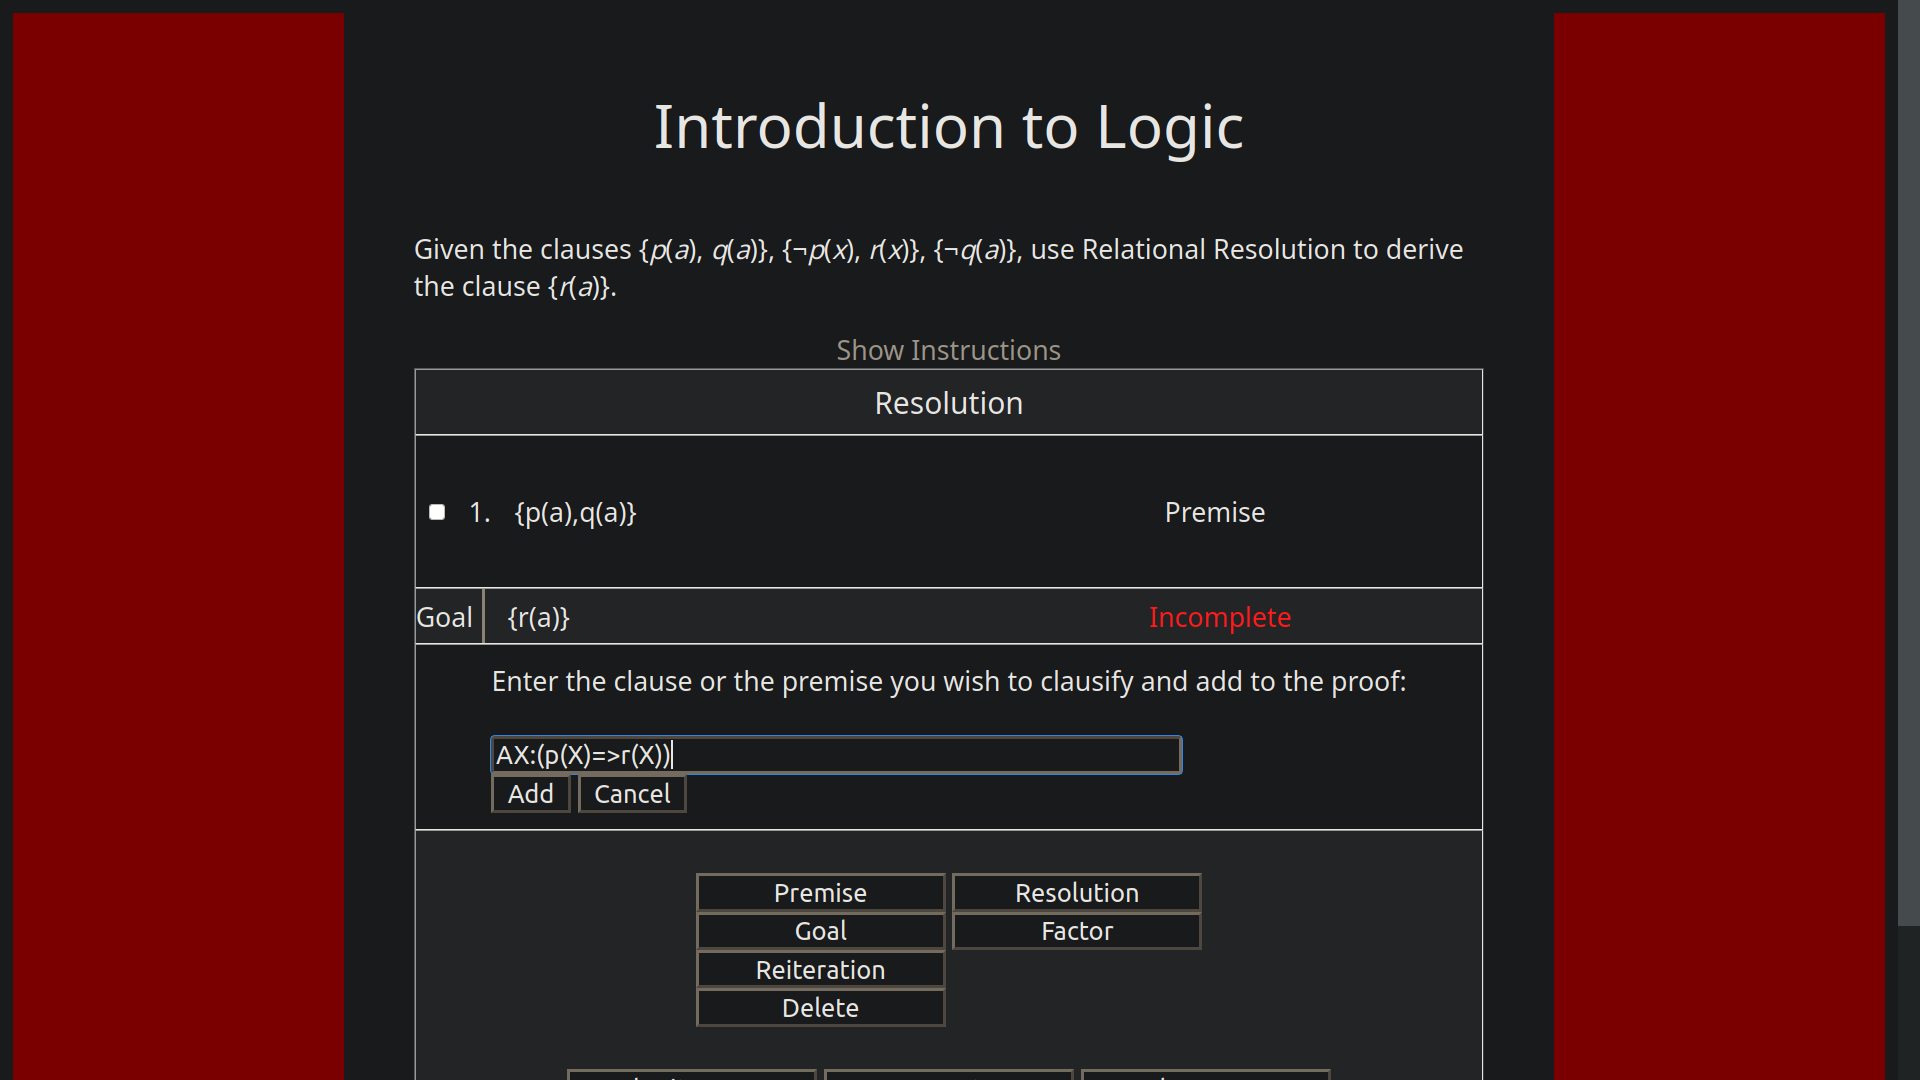 Introduction to Logic
Given the clauses {p(a), q(a)}, {¬p(x), r(x)}, {¬q(a)}, use Relational Resolution to derive
the clause {r(a)}.
Show Instructions
Resolution
1. {p(a),q(a)} Premise
Goal {r(a)} Incomplete
Enter the clause or the premise you wish to clausify and add to the proof:
AX:(p(X)=>r(X))
Add Cancel
Premise Resolution
Goal Factor
Reiteration
Delete